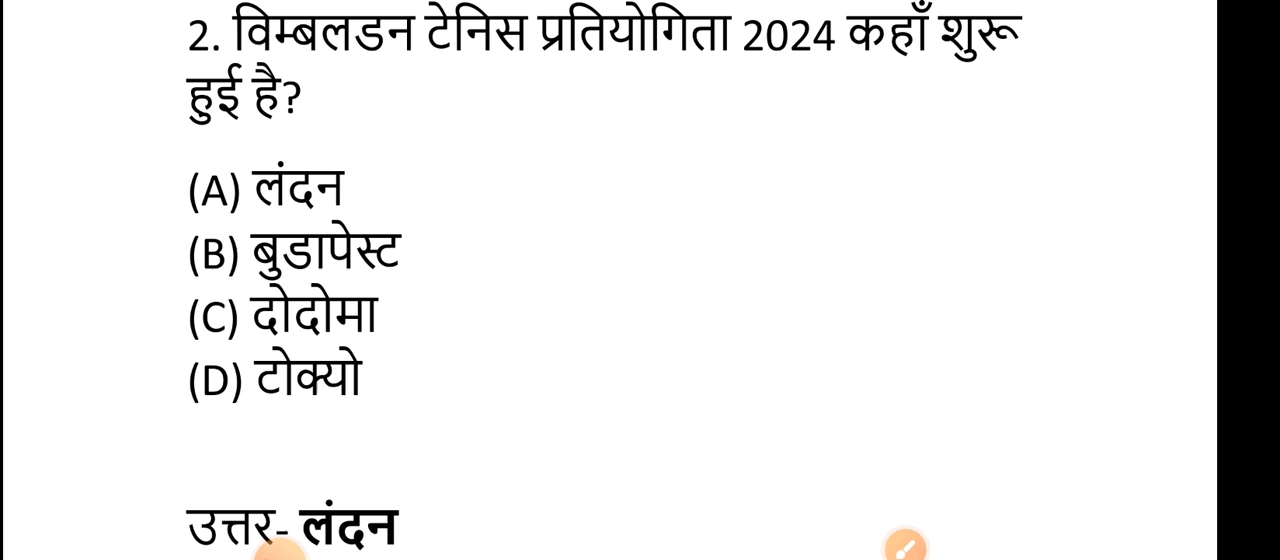 2. विम्बलडन टेनिस प्रतियोगिता 2024 कहाँ शुरू
हुई है?
(A) लंदन
(B) बुडापेस्ट
(C) दोदोमा
(D) टोक्यो
उत्तर- लंदन